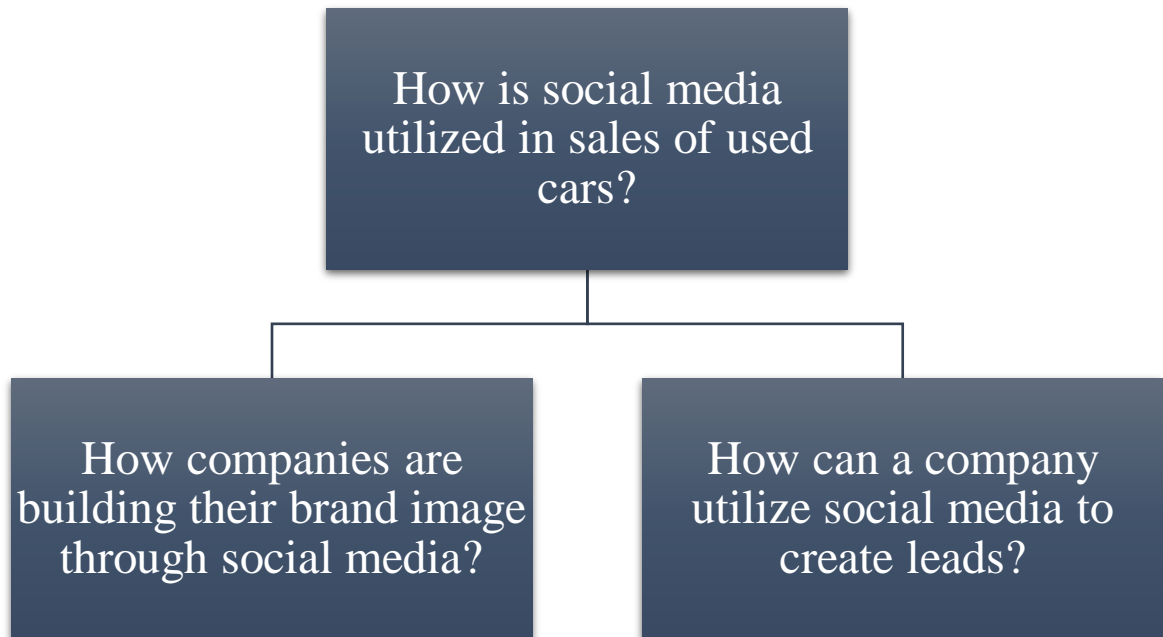 How is social media
utilized in sales of used
cars?
How companies are
building their brand image
through social media?
How can a company
utilize social media to
create leads?